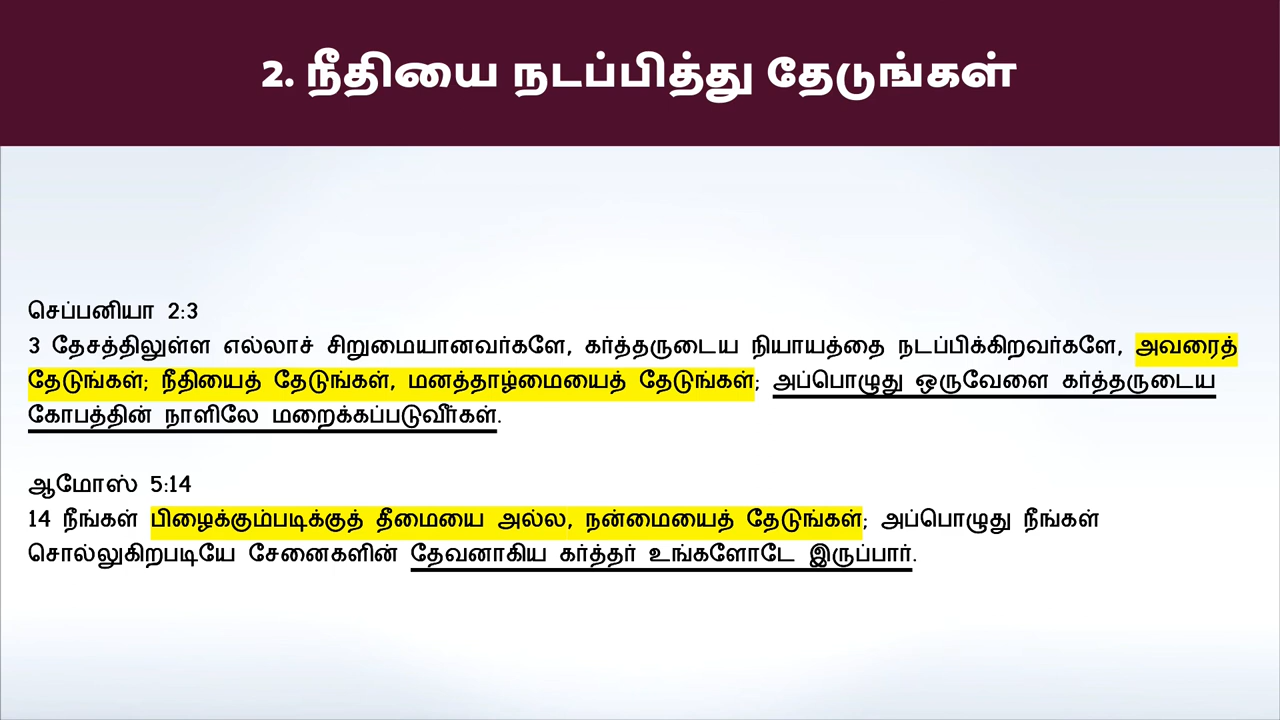 2. நீதியை நடப்பித்து தேடுங்கள்
செப்பனியா 2:3
3 தேசத்திலுள்ள எல்லாச் சிறுமையானவர்களே, கர்த்தருடைய நியாயத்தை நடப்பிக்கிறவர்களே, அவரைத்
தேடுங்கள்; நீதியைத் தேடுங்கள், மனத்தாழ்மையைத் தேடுங்கள்; அப்பொழுது ஒருவேளை கர்த்தருடைய
கோபத்தின் நாளிலே மறைக்கப்படுவீர்கள்.
ஆமோஸ் 5:14
14 நீங்கள் பிழைக்கும்படிக்குத் தீமையை அல்ல, நன்மையைத் தேடுங்கள்; அப்பொழுது நீங்கள்
சொல்லுகிறபடியே சேனைகளின் தேவனாகிய கர்த்தர் உங்களோடே இருப்பார்.